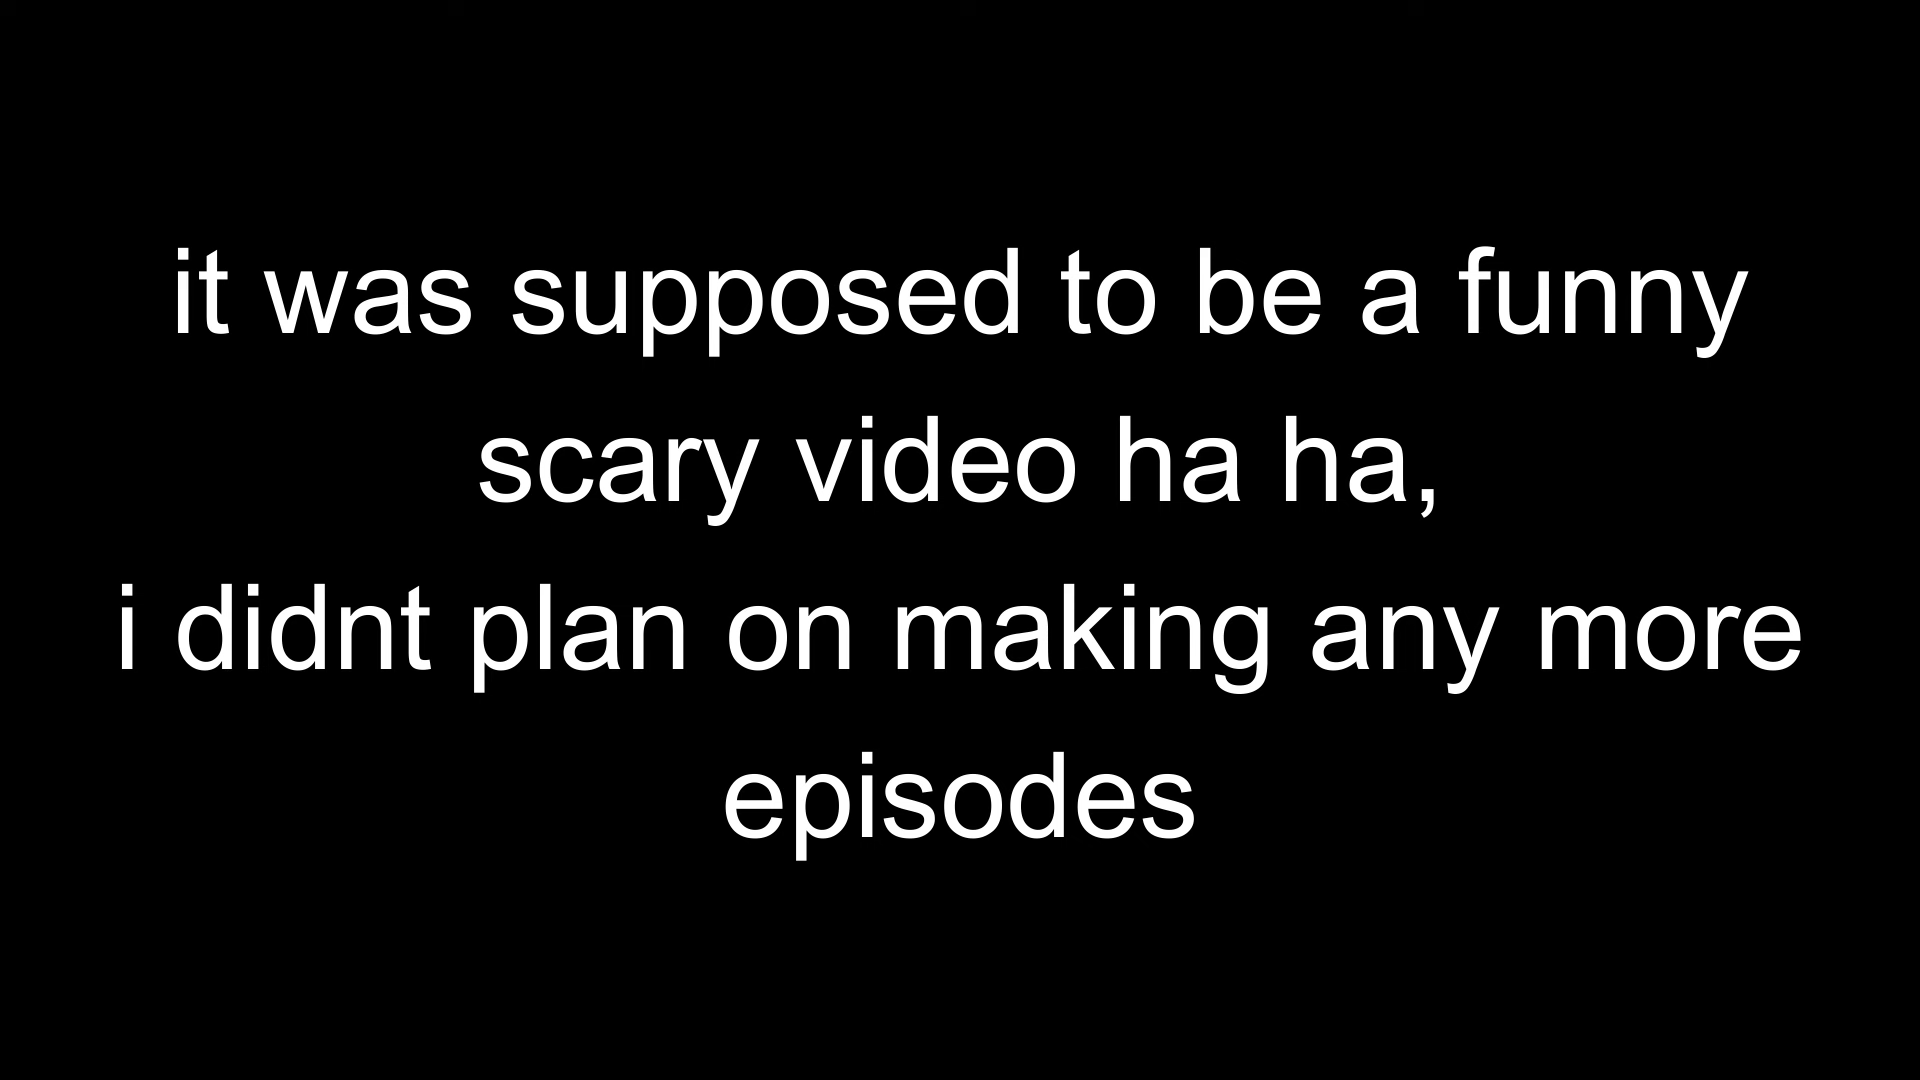 it was supposed to be a funny
scary video ha ha,
i didnt plan on making any more
episodes